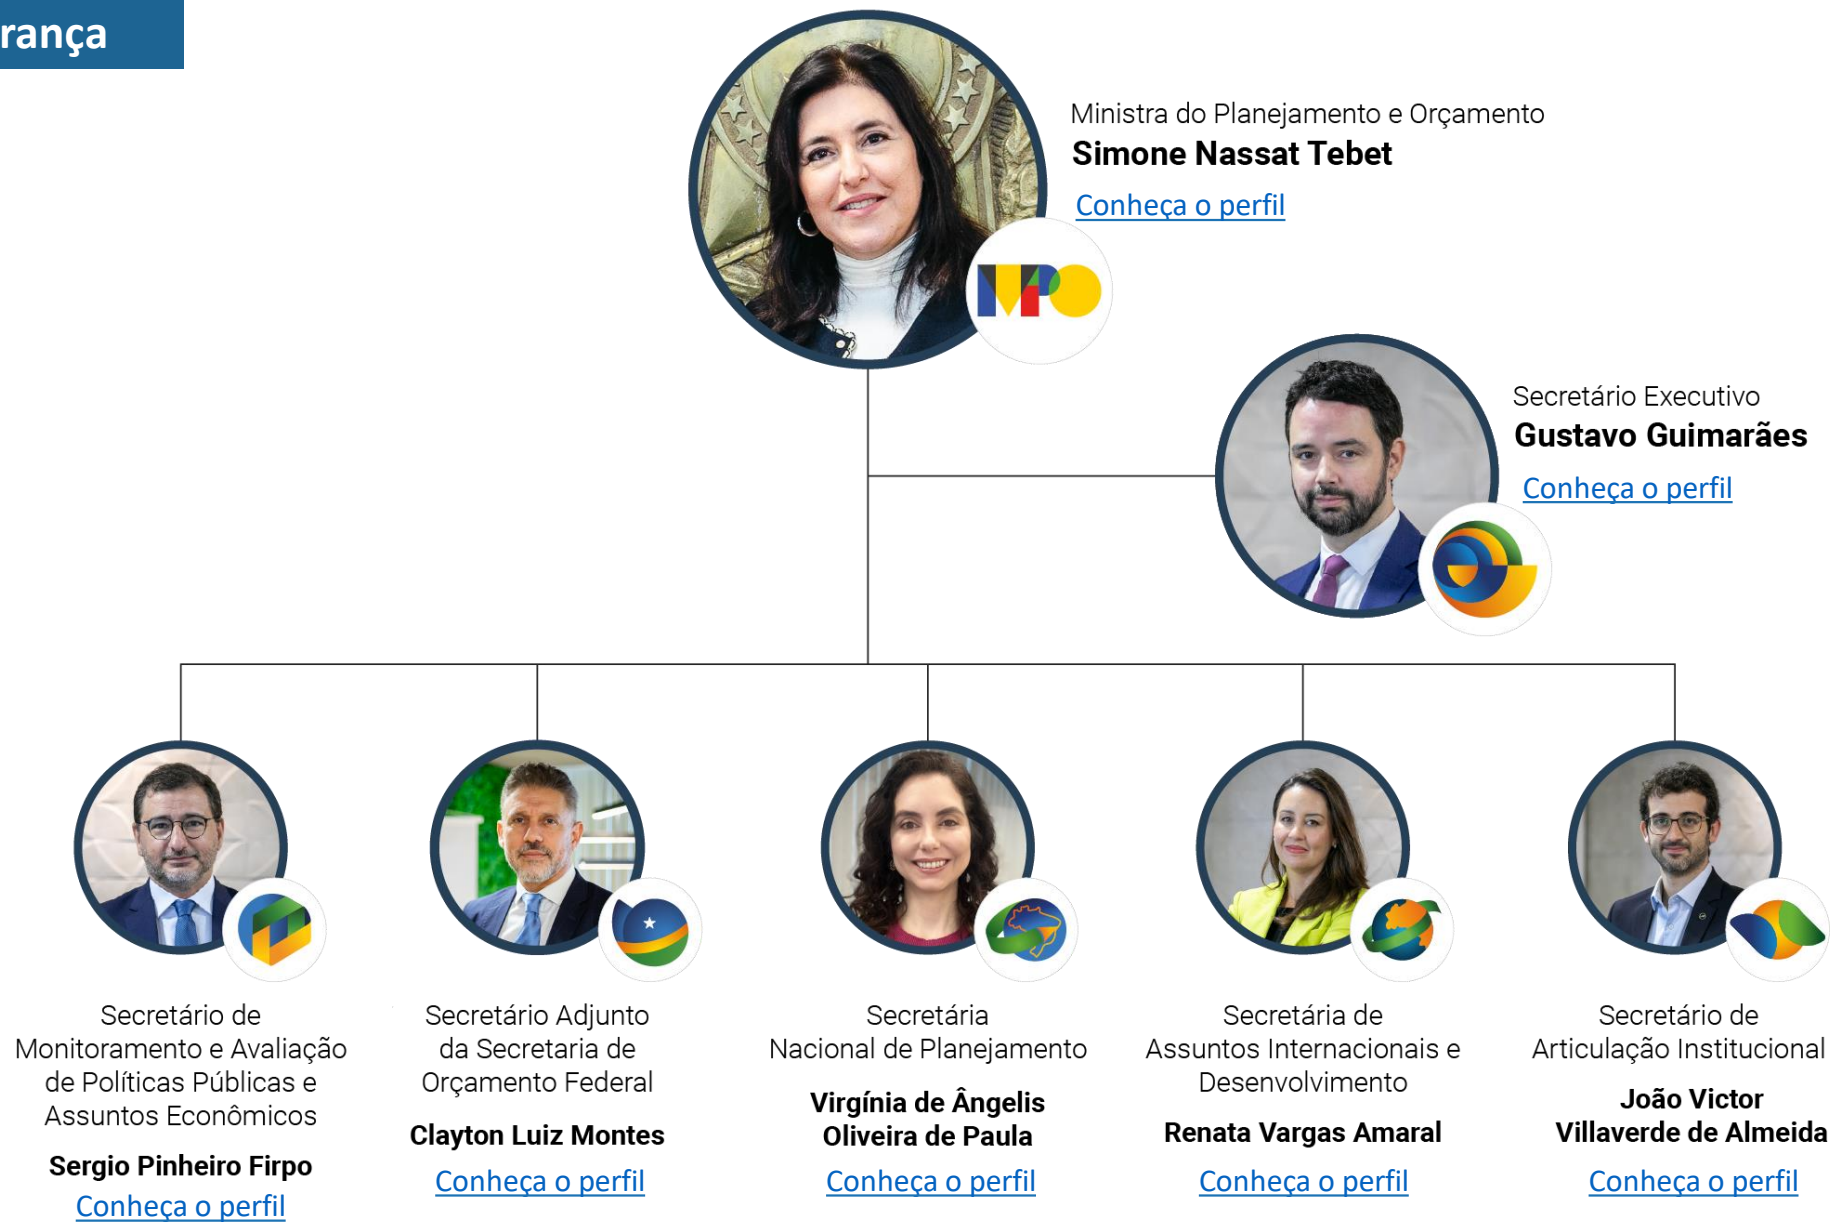 rança
Ministra do Planejamento e Orçamento
Simone Nassat Tebet
Conheça o perfil
MPO
Secretário Executivo
Gustavo Guimarães
Conheça o perfil
Secretário de
Monitoramento e Avaliação
de Políticas Públicas e
Assuntos Econômicos
Sergio Pinheiro Firpo
Conheça o perfil
Secretário Adjunto
da Secretaria de
Orçamento Federal
Clayton Luiz Montes
Conheça o perfil
Secretária
Nacional de Planejamento
Virgínia de Ângelis
Oliveira de Paula
Conheça o perfil
Secretária de
Assuntos Internacionais e
Desenvolvimento
Renata Vargas Amaral
Conheça o perfil
Secretário de
Articulação Institucional
João Victor
Villaverde de Almeida
Conheça o perfil